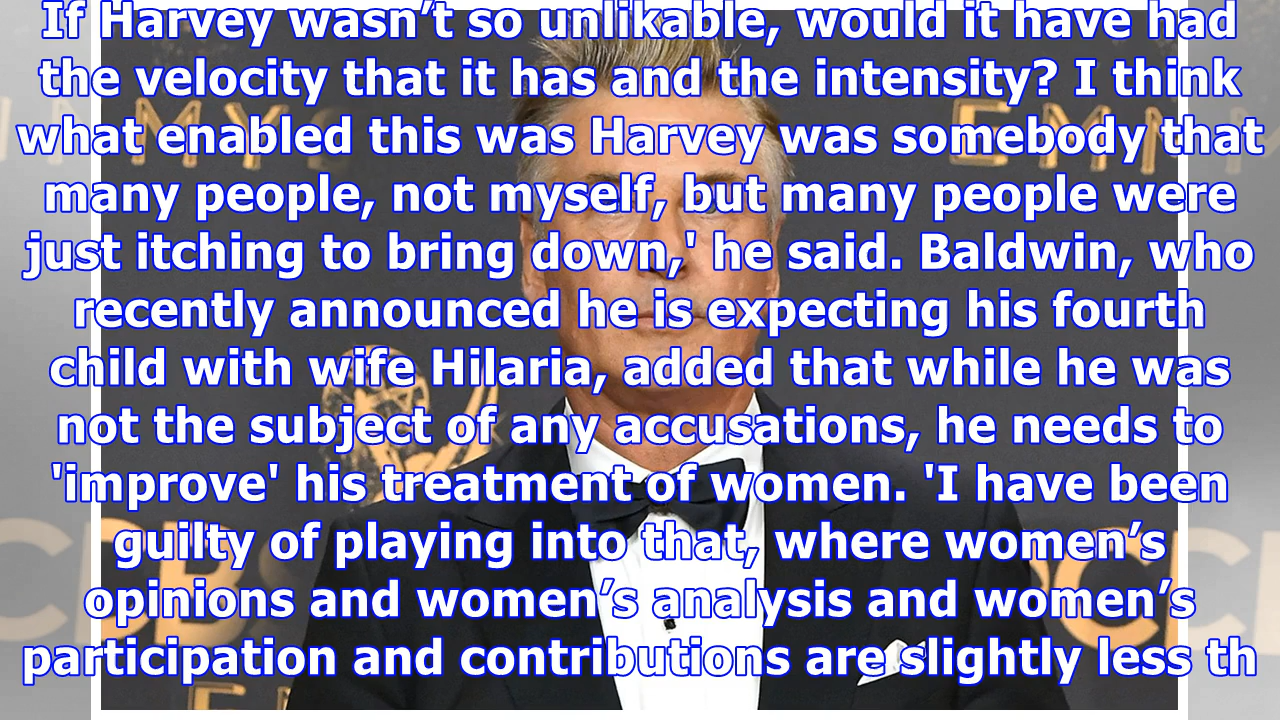 If Harvey wasn’t so unlikable, would it have had
the velocity that it has and the intensity? I think
what enabled this was Harvey was somebody that
many people, not myself, but many people were
just itching to bring down,' he said. Baldwin, who
recently announced he is expecting his fourth
child with wife Hilaria, added that while he was
not the subject of any accusations, he needs to
'improve' his treatment of women. 'I have been
guilty of playing into that, where women’s
opinions and women’s analysis and women’s
participation and contributions are slightly less th